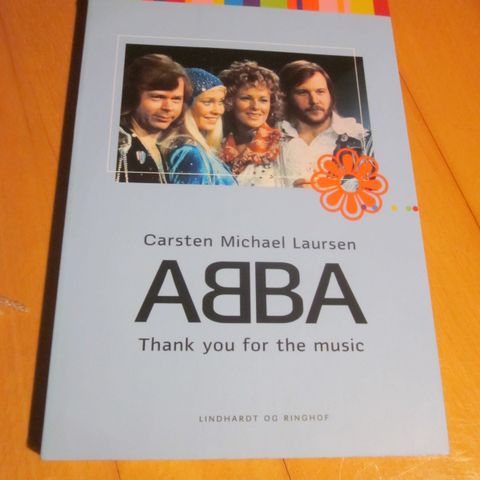 Carsten Michael Laursen
ABBA
Thank you for the music
LINDHARDT OG RINGHOF